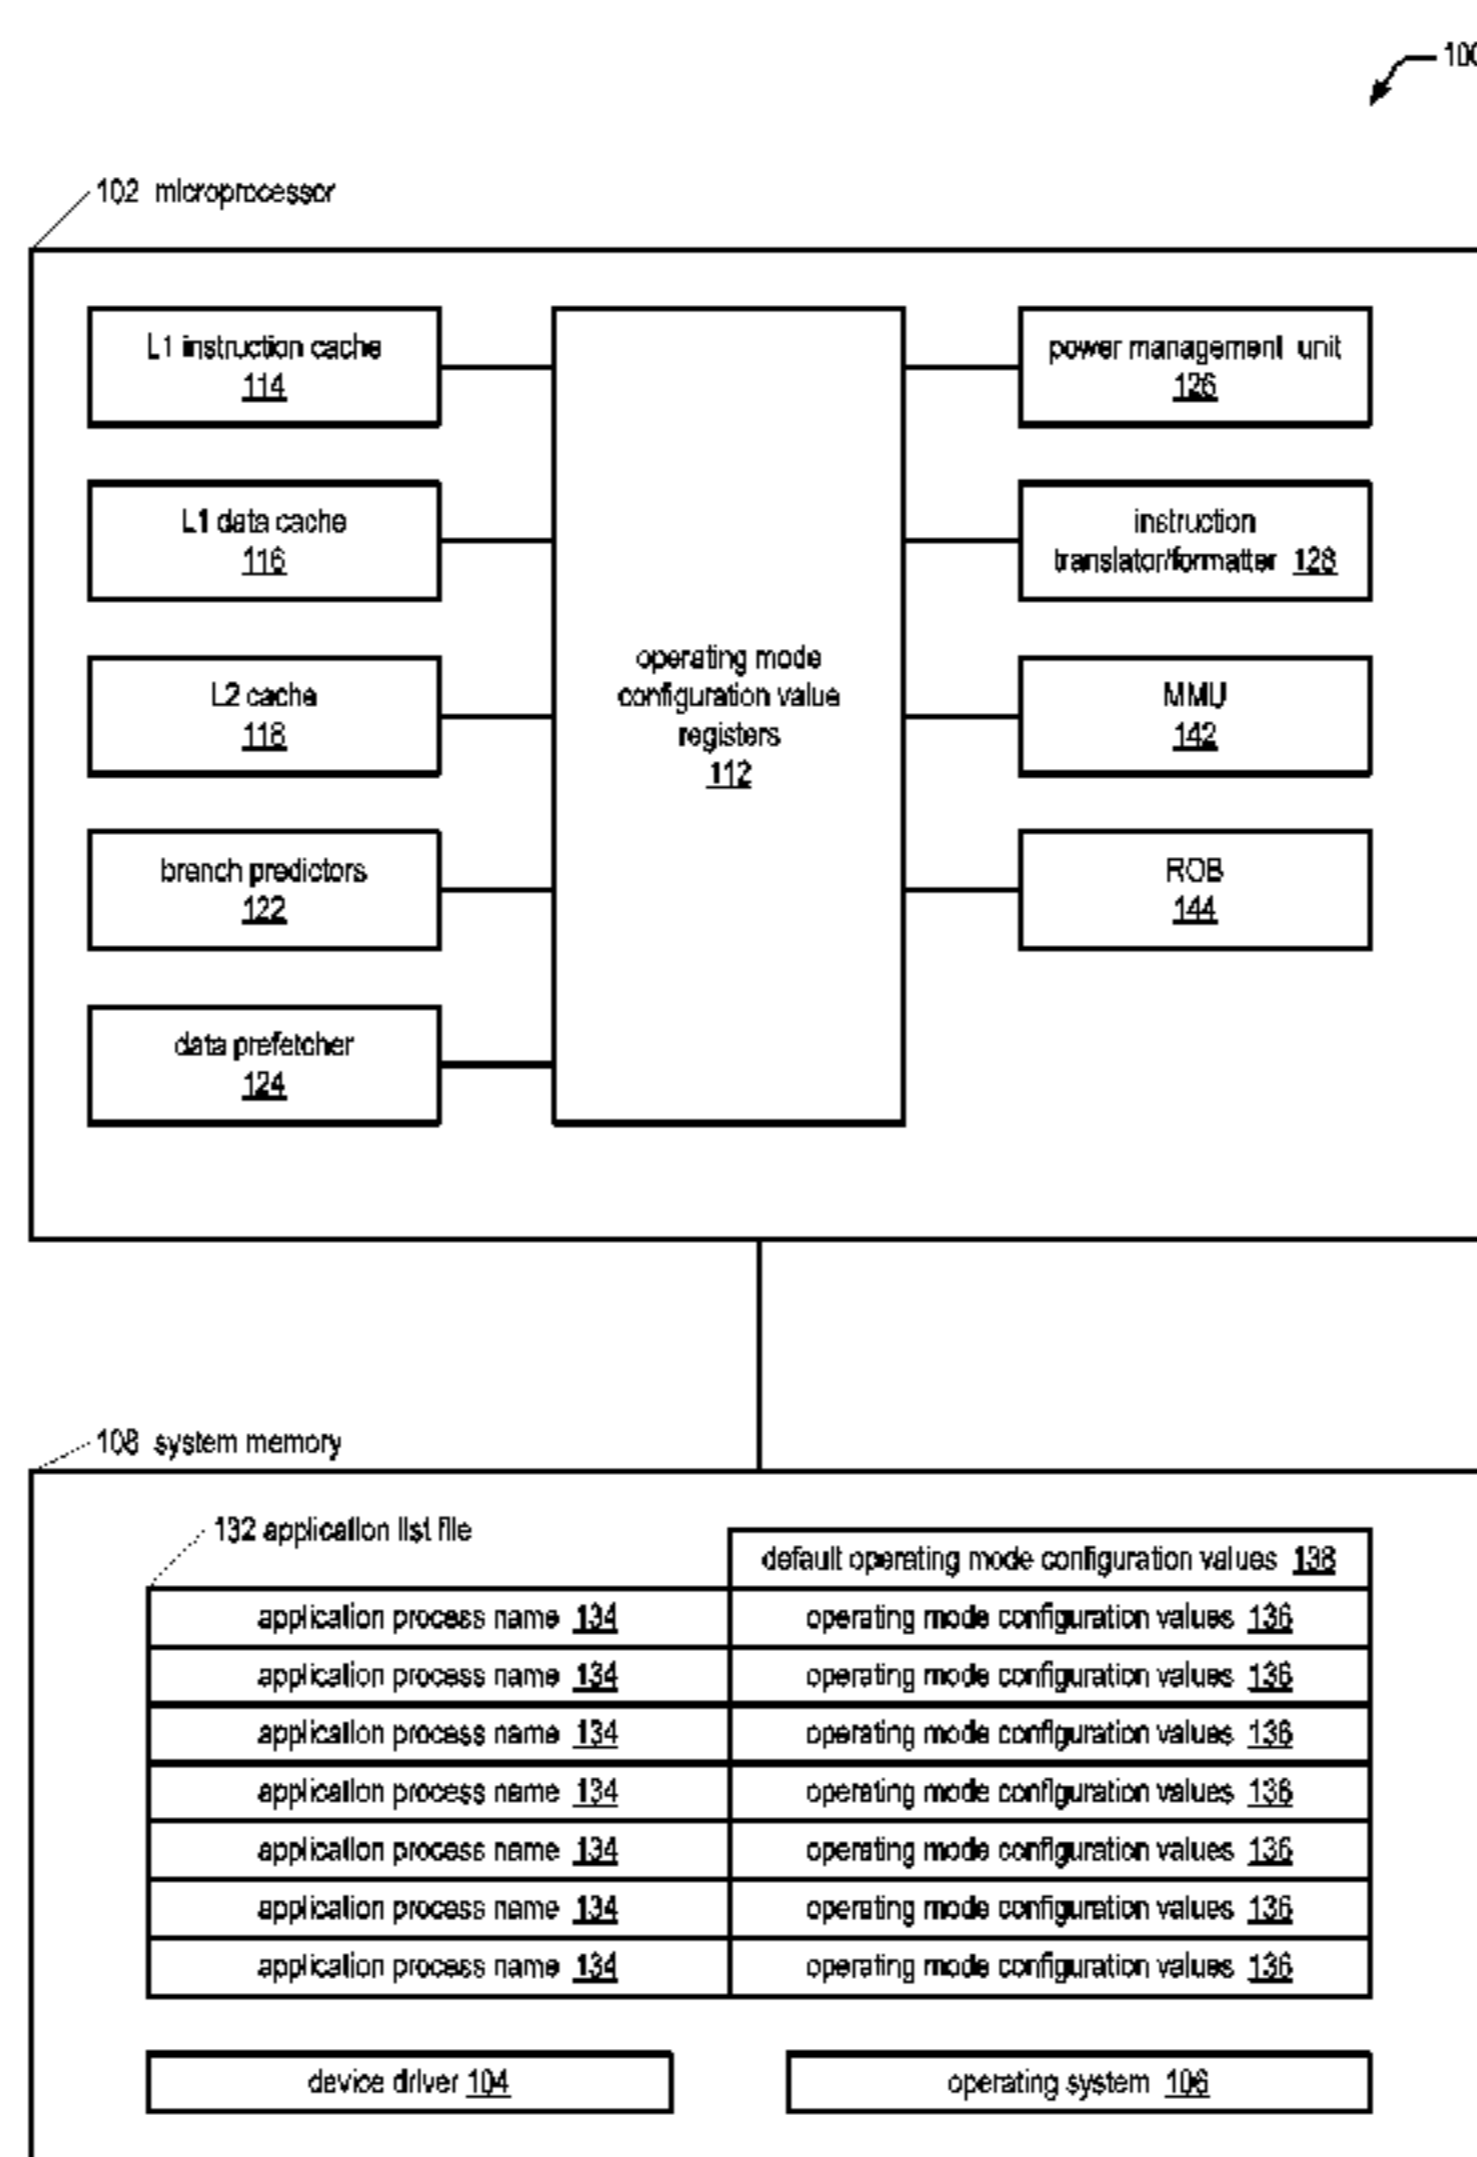 100
102 microprocessor
L1 instruction cache
114
power management unit
126
L1 data cache
116
instruction
translator/formatter 128
operating mode
configuration value
registers
112
L2 cache
118
MMU
142
branch predictors
122
ROB
144
data prefetcher
124
108 system memory
132 application list file
default operating mode configuration values 138
application process name 134 operating mode configuration values 136
application process name 134 operating mode configuration values 136
application process name 134 operating mode configuration values 136
application process name 134 operating mode configuration values 136
application process name 134 operating mode configuration values 136
application process name 134 operating mode configuration values 136
application process name 134 operating mode configuration values 136
device driver 104
operating system 106